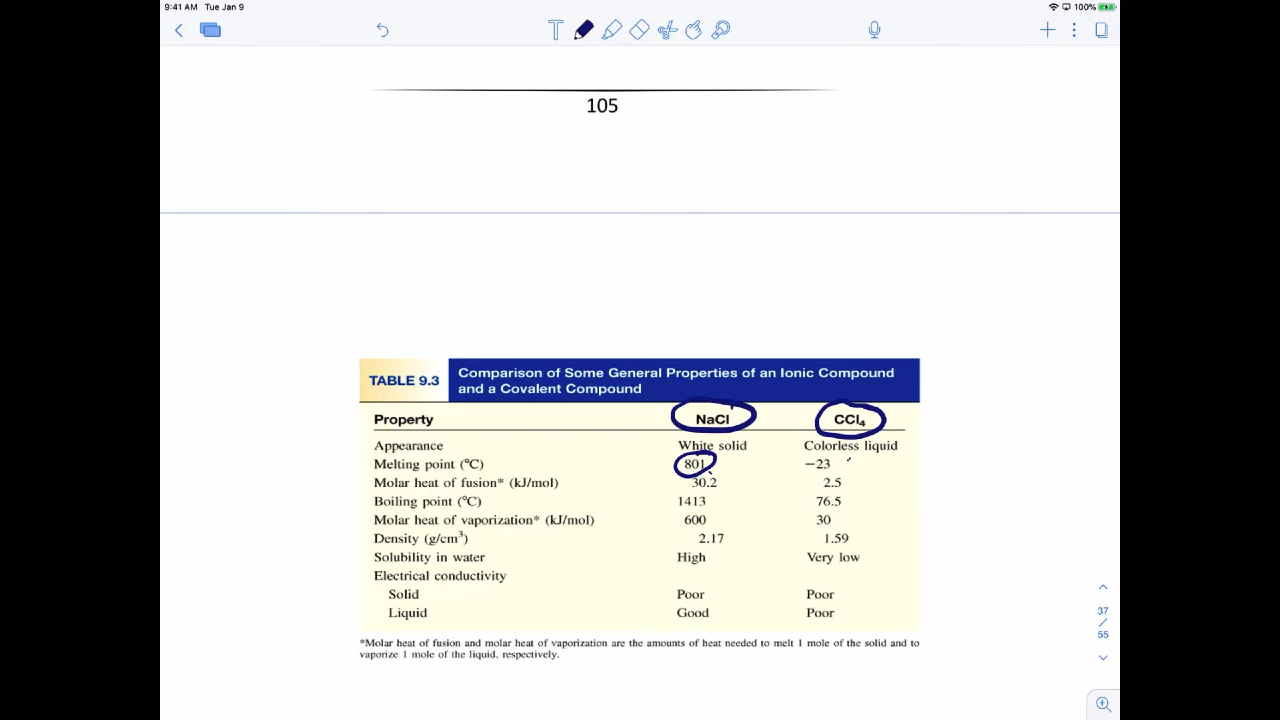 9:41 AM Tue Jan 9 100%
T
105
TABLE 9.3 Comparison of Some General Properties of an Ionic Compound
and a Covalent Compound
Property NaCl CCl₄
Appearance White solid Colorless liquid
Melting point (°C) 801 −23
Molar heat of fusion* (kJ/mol) 30.2 2.5
Boiling point (°C) 1413 76.5
Molar heat of vaporization* (kJ/mol) 600 30
Density (g/cm³) 2.17 1.59
Solubility in water High Very low
Electrical conductivity
Solid Poor Poor
Liquid Good Poor
*Molar heat of fusion and molar heat of vaporization are the amounts of heat needed to melt 1 mole of the solid and to
vaporize 1 mole of the liquid, respectively.
37
/
55